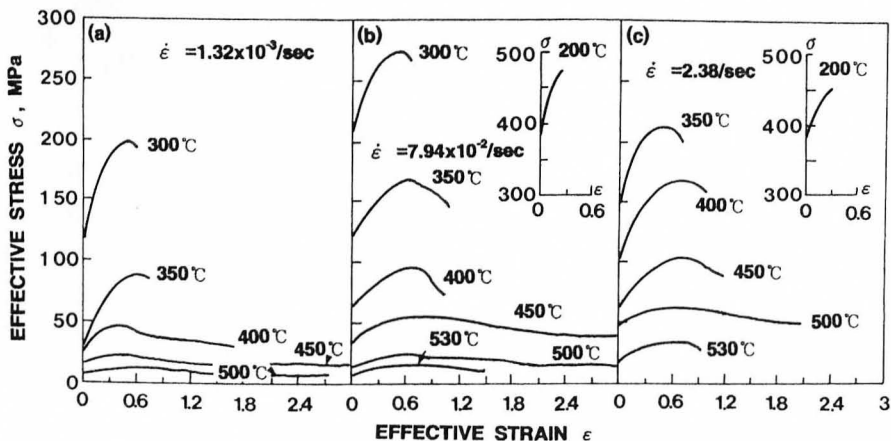 EFFECTIVE STRESS σ, MPa
300
250
200
150
100
50
0
(a)
ε̇ =1.32x10⁻³/sec
300℃
350℃
400℃
450℃
500℃
0 0.6 1.2 1.8 2.4
(b)
300℃
ε̇ =7.94x10⁻²/sec
350℃
400℃
450℃
530℃
500℃
500
400
300
σ
200℃
ε
0 0.6
0 0.6 1.2 1.8 2.4
(c)
ε̇ =2.38/sec
350℃
400℃
450℃
500℃
530℃
500
400
300
σ
200℃
ε
0 0.6
0 0.6 1.2 1.8 2.4 3
EFFECTIVE STRAIN ε